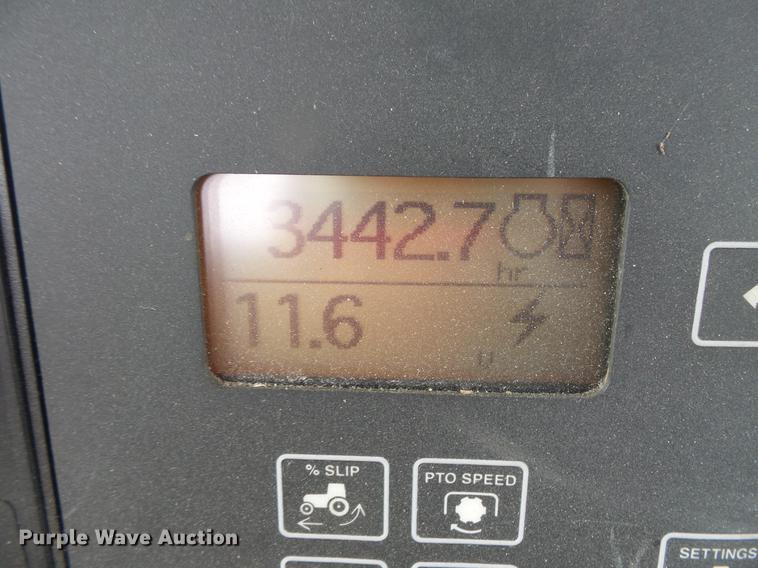 3442.7
hr
11.6
% SLIP
PTO SPEED
SETTINGS
Purple Wave Auction